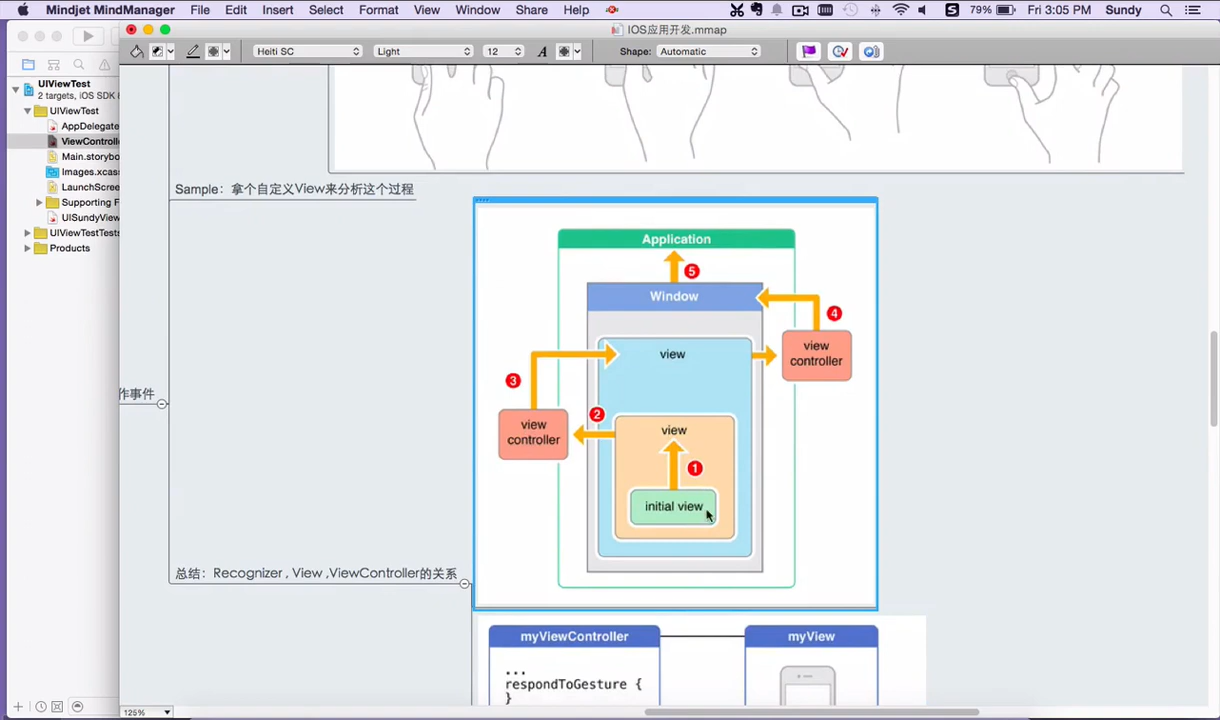 Mindjet MindManager File Edit Insert Select Format View Window Share Help 79% Fri 3:05 PM Sundy
IOS应用开发.mmap
Heiti SC Light 12 A Shape: Automatic
UIViewTest
2 targets, iOS SDK 8
UIViewTest
AppDelegate
ViewControlle
Main.storybo
Images.xcass
LaunchScree
Supporting F
UISundyView
UIViewTestTests
Products
Sample：拿个自定义View来分析这个过程
Application
5
Window
4
view
view
controller
3
2
view
controller
view
1
initial view
作事件
总结：Recognizer , View ,ViewController的关系
myViewController
myView
...
respondToGesture {
}
125%